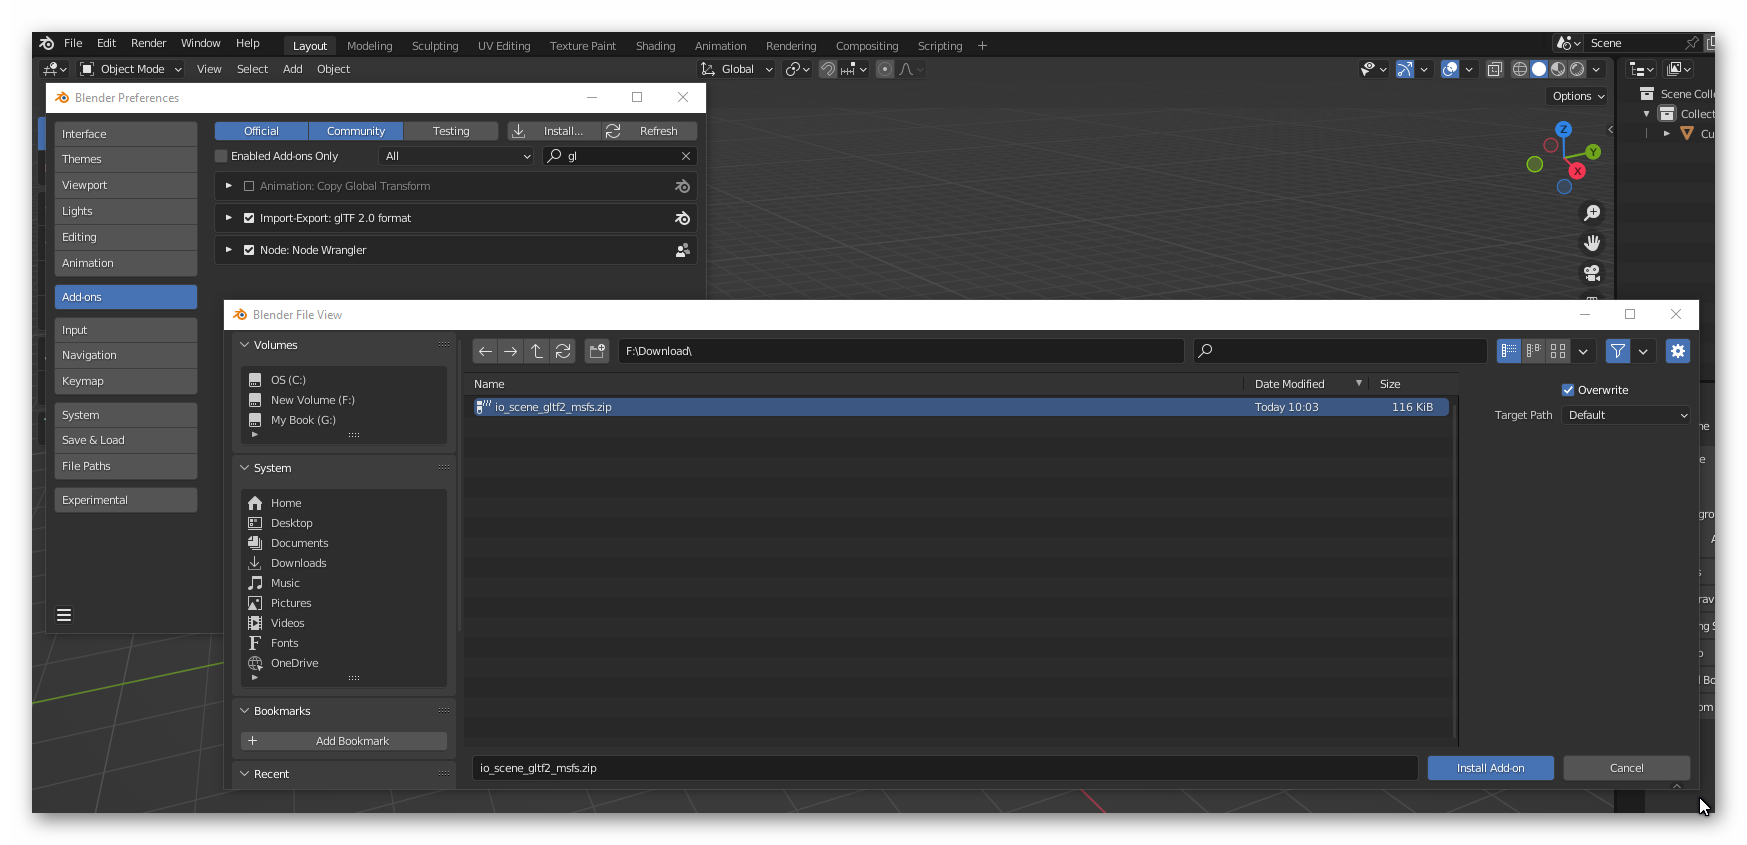 File Edit Render Window Help Layout Modeling Sculpting UV Editing Texture Paint Shading Animation Rendering Compositing Scripting + Scene
Object Mode View Select Add Object Global
Options
Scene Coll
Collect
Cu
Z
Y
X
Blender Preferences
Interface
Themes
Viewport
Lights
Editing
Animation
Add-ons
Input
Navigation
Keymap
System
Save & Load
File Paths
Experimental
Official Community Testing Install... Refresh
Enabled Add-ons Only All gl
Animation: Copy Global Transform
Import-Export: glTF 2.0 format
Node: Node Wrangler
Blender File View
Volumes
OS (C:)
New Volume (F:)
My Book (G:)
System
Home
Desktop
Documents
Downloads
Music
Pictures
Videos
Fonts
OneDrive
Bookmarks
+ Add Bookmark
Recent
F:\Download\
Name Date Modified Size
io_scene_gltf2_msfs.zip Today 10:03 116 KiB
Overwrite
Target Path Default
io_scene_gltf2_msfs.zip Install Add-on Cancel